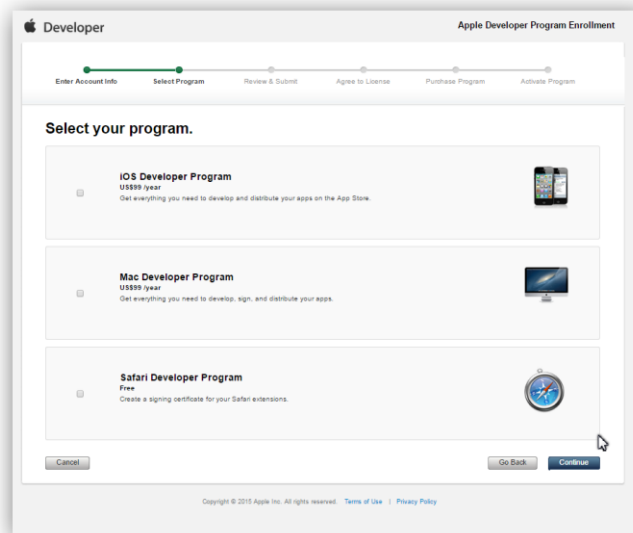 Developer
Apple Developer Program Enrollment
Enter Account Info
Select Program
Review & Submit
Agree to License
Purchase Program
Activate Program
Select your program.
iOS Developer Program
US$99 /year
Get everything you need to develop and distribute your apps on the App Store.
Mac Developer Program
US$99 /year
Get everything you need to develop, sign, and distribute your apps.
Safari Developer Program
Free
Create a signing certificate for your Safari extensions.
Cancel
Go Back
Continue
Copyright © 2015 Apple Inc. All rights reserved. Terms of Use | Privacy Policy